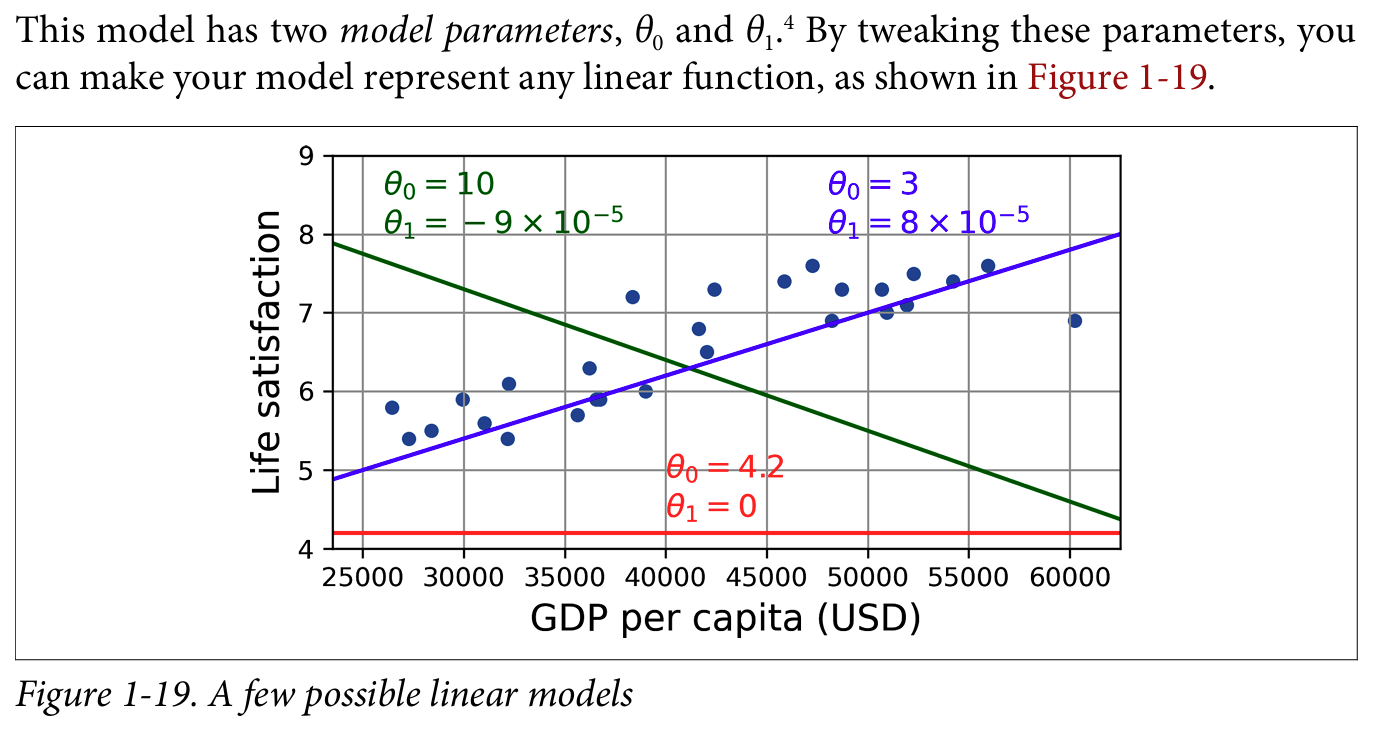 This model has two model parameters, θ₀ and θ₁.⁴ By tweaking these parameters, you
can make your model represent any linear function, as shown in Figure 1-19.
9
θ₀ = 10
θ₁ = −9 × 10⁻⁵
θ₀ = 3
θ₁ = 8 × 10⁻⁵
8
7
6
5
4
Life satisfaction
θ₀ = 4.2
θ₁ = 0
25000 30000 35000 40000 45000 50000 55000 60000
GDP per capita (USD)
Figure 1-19. A few possible linear models